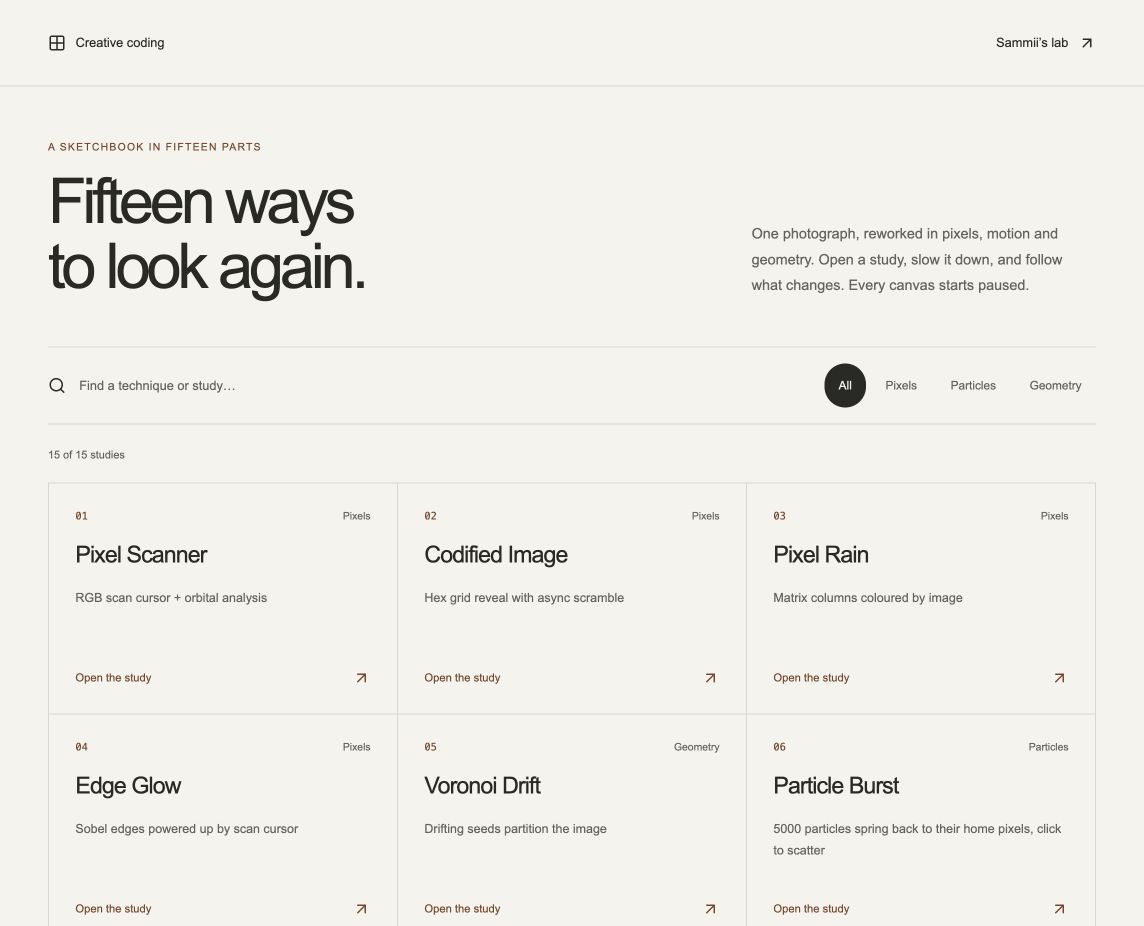 Creative coding
Sammii's lab
A SKETCHBOOK IN FIFTEEN PARTS
Fifteen ways
to look again.
One photograph, reworked in pixels, motion and
geometry. Open a study, slow it down, and follow
what changes. Every canvas starts paused.
Find a technique or study…
All
Pixels
Particles
Geometry
15 of 15 studies
01
Pixels
Pixel Scanner
RGB scan cursor + orbital analysis
Open the study
02
Pixels
Codified Image
Hex grid reveal with async scramble
Open the study
03
Pixels
Pixel Rain
Matrix columns coloured by image
Open the study
04
Pixels
Edge Glow
Sobel edges powered up by scan cursor
Open the study
05
Geometry
Voronoi Drift
Drifting seeds partition the image
Open the study
06
Particles
Particle Burst
5000 particles spring back to their home pixels, click
to scatter
Open the study